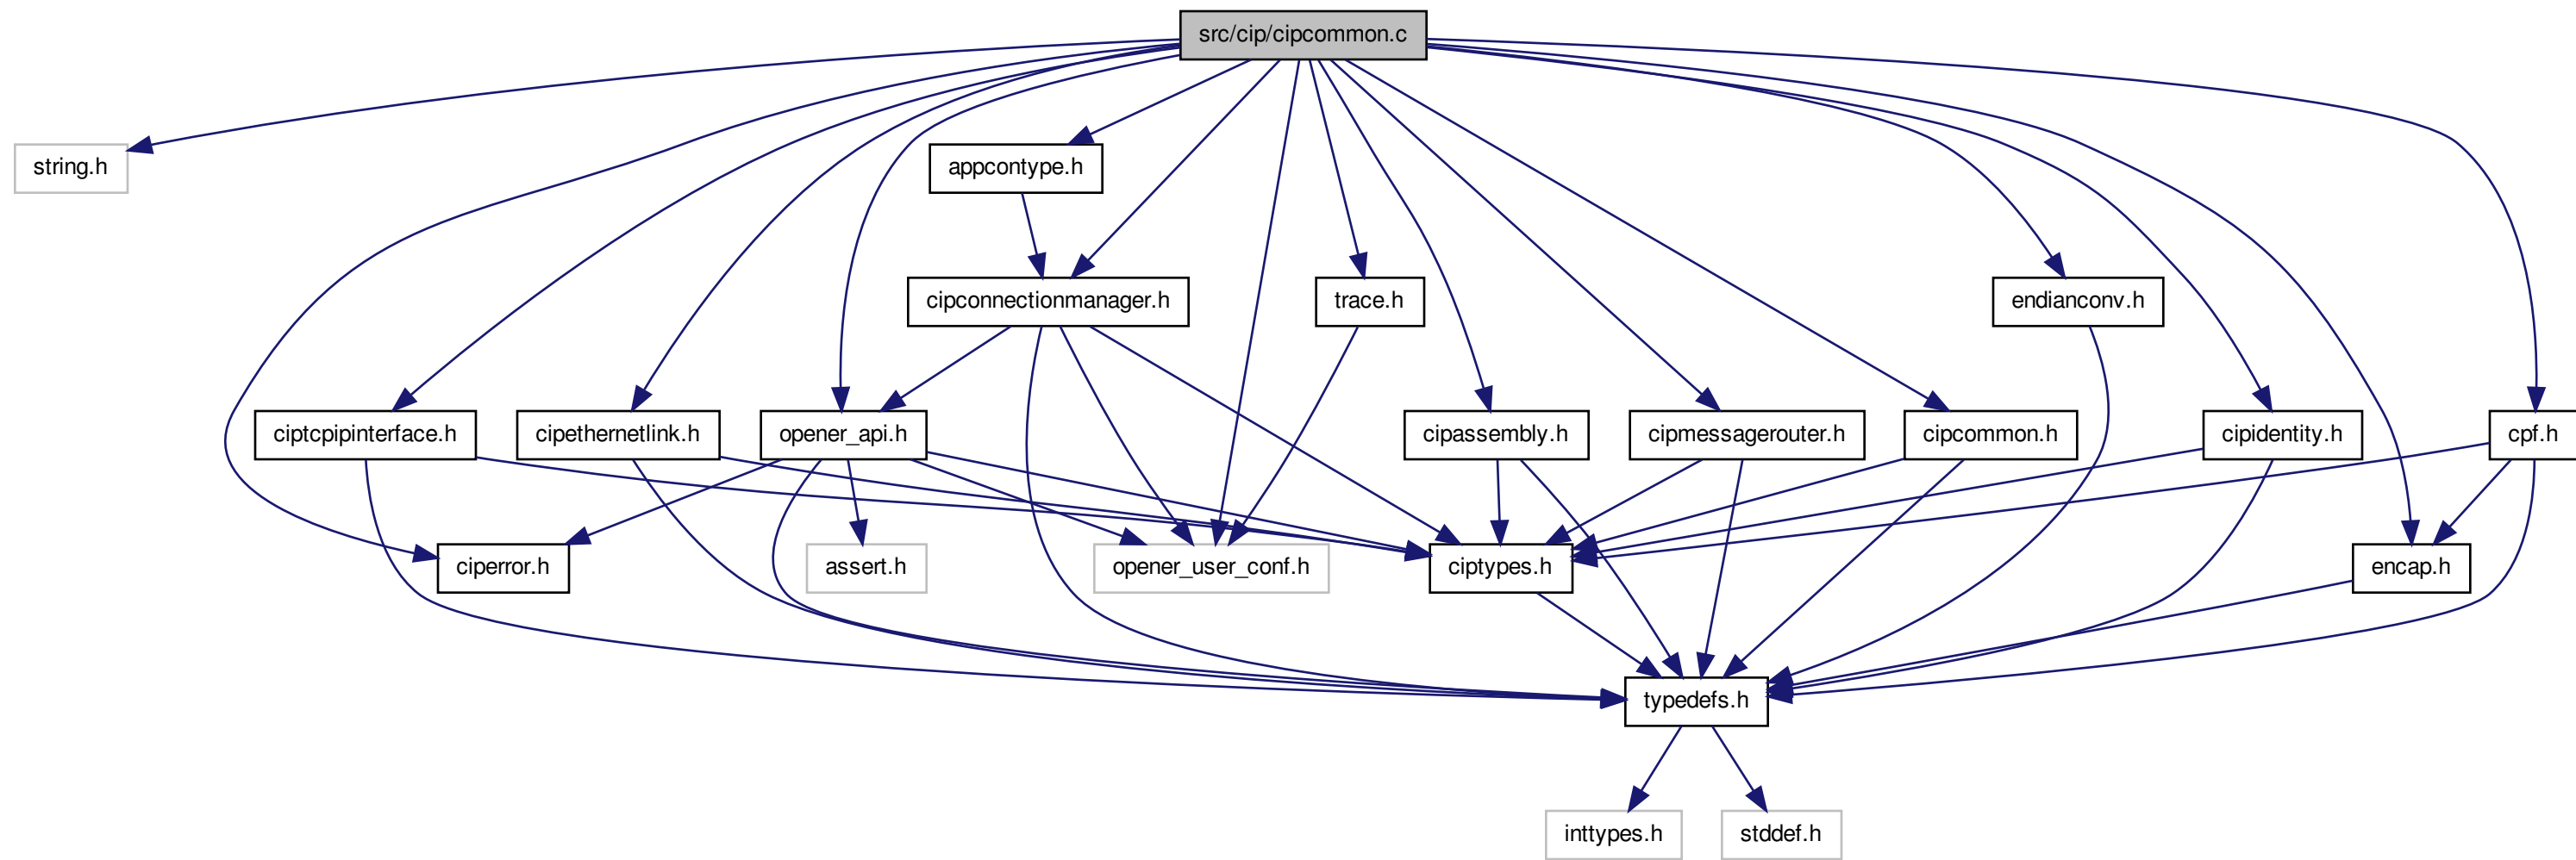 src/cip/cipcommon.c
string.h
appcontype.h
cipconnectionmanager.h
trace.h
endianconv.h
ciptcpipinterface.h
cipethernetlink.h
opener_api.h
cipassembly.h
cipmessagerouter.h
cipcommon.h
cipidentity.h
cpf.h
ciperror.h
assert.h
opener_user_conf.h
ciptypes.h
encap.h
typedefs.h
inttypes.h
stddef.h